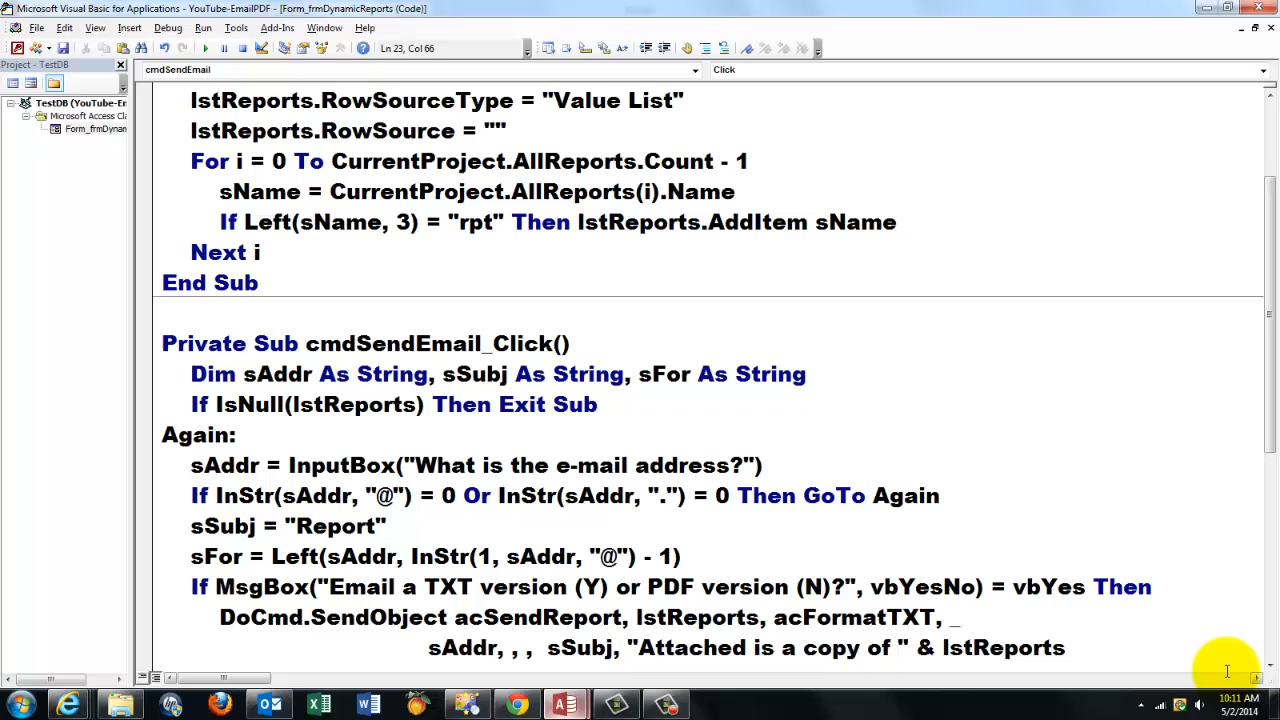 Microsoft Visual Basic for Applications - YouTube-EmailPDF - [Form_frmDynamicReports (Code)]
File Edit View Insert Debug Run Tools Add-Ins Window Help
Ln 23, Col 66
Project - TestDB
cmdSendEmail Click
TestDB (YouTube-Em
Microsoft Access Cla
Form_frmDynam
lstReports.RowSourceType = "Value List"
lstReports.RowSource = ""
For i = 0 To CurrentProject.AllReports.Count - 1
sName = CurrentProject.AllReports(i).Name
If Left(sName, 3) = "rpt" Then lstReports.AddItem sName
Next i
End Sub
Private Sub cmdSendEmail_Click()
Dim sAddr As String, sSubj As String, sFor As String
If IsNull(lstReports) Then Exit Sub
Again:
sAddr = InputBox("What is the e-mail address?")
If InStr(sAddr, "@") = 0 Or InStr(sAddr, ".") = 0 Then GoTo Again
sSubj = "Report"
sFor = Left(sAddr, InStr(1, sAddr, "@") - 1)
If MsgBox("Email a TXT version (Y) or PDF version (N)?", vbYesNo) = vbYes Then
DoCmd.SendObject acSendReport, lstReports, acFormatTXT, _
sAddr, , , sSubj, "Attached is a copy of " & lstReports
10:11 AM
5/2/2014